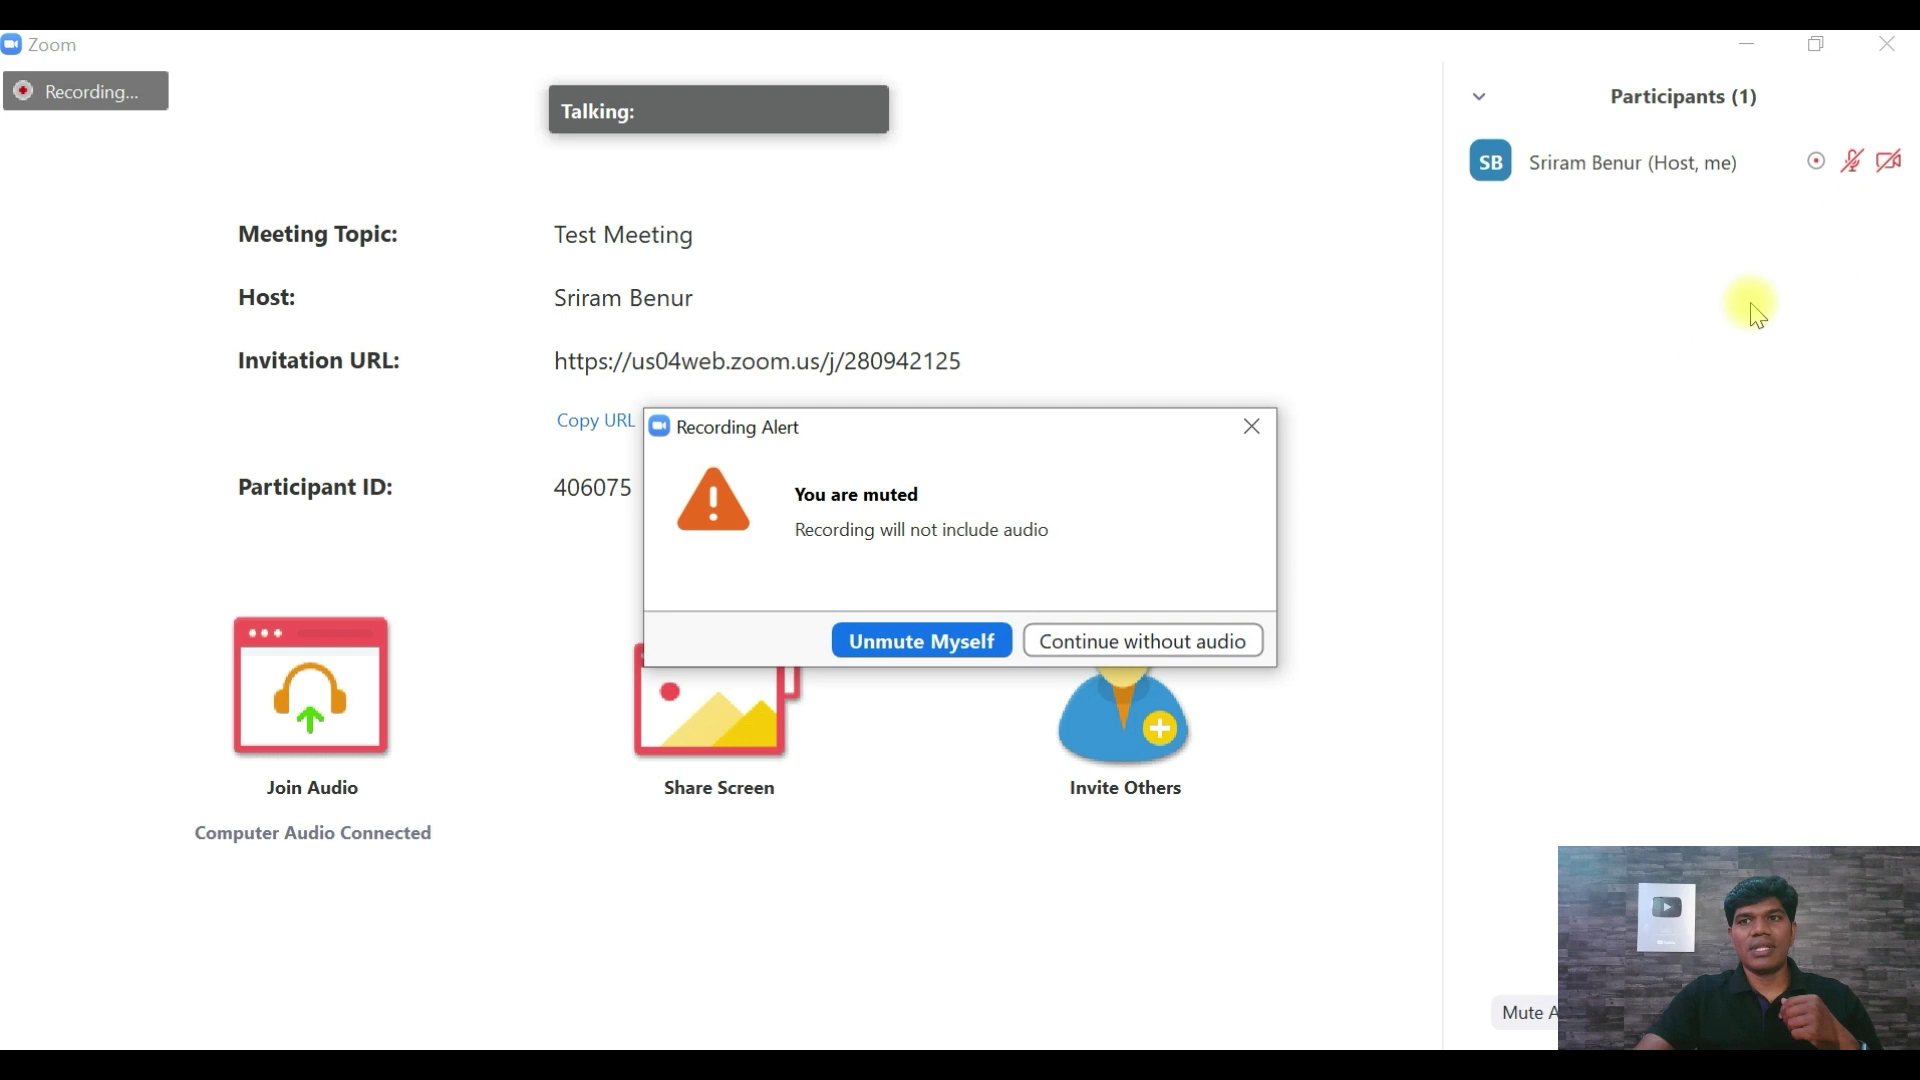 Zoom
Recording...
Talking:
Participants (1)
SB Sriram Benur (Host, me)
Meeting Topic: Test Meeting
Host: Sriram Benur
Invitation URL: https://us04web.zoom.us/j/280942125
Copy URL
Participant ID: 406075
Recording Alert
You are muted
Recording will not include audio
Unmute Myself
Continue without audio
Join Audio
Share Screen
Invite Others
Computer Audio Connected
Mute A